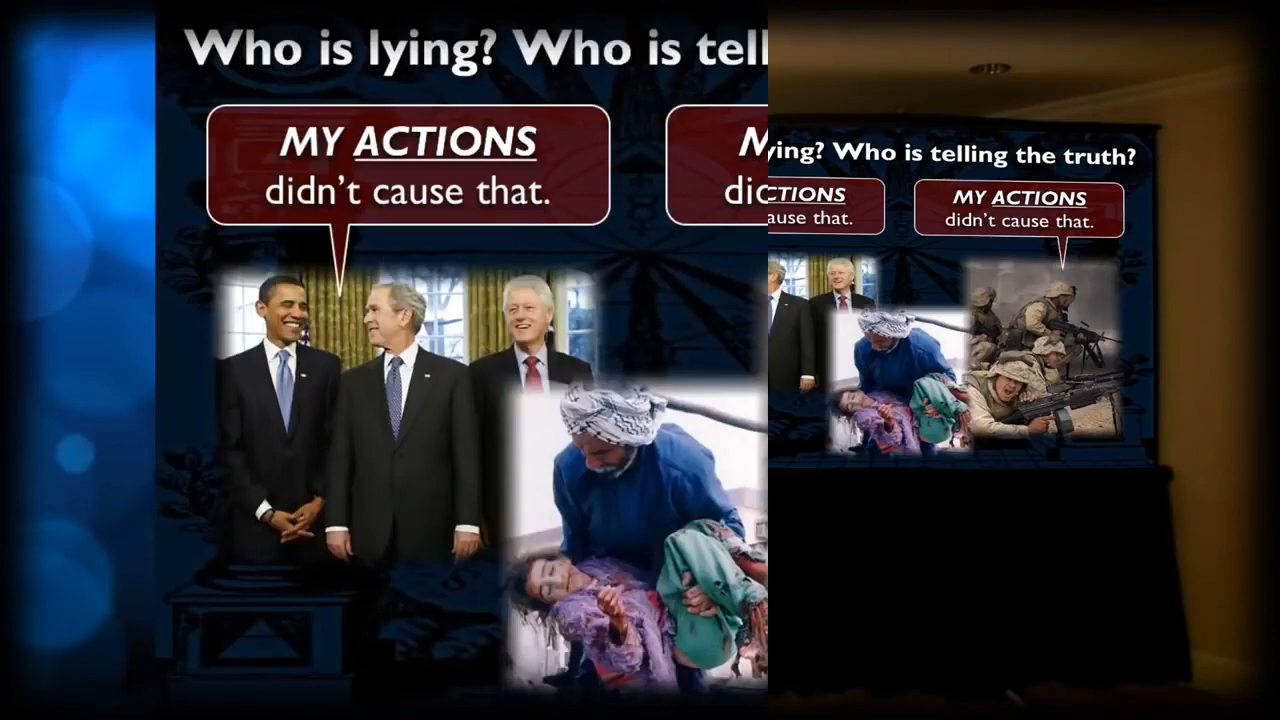 Who is lying? Who is tell
MY ACTIONS
didn't cause that.
M
dic
ying? Who is telling the truth?
CTIONS
ause that.
MY ACTIONS
didn't cause that.